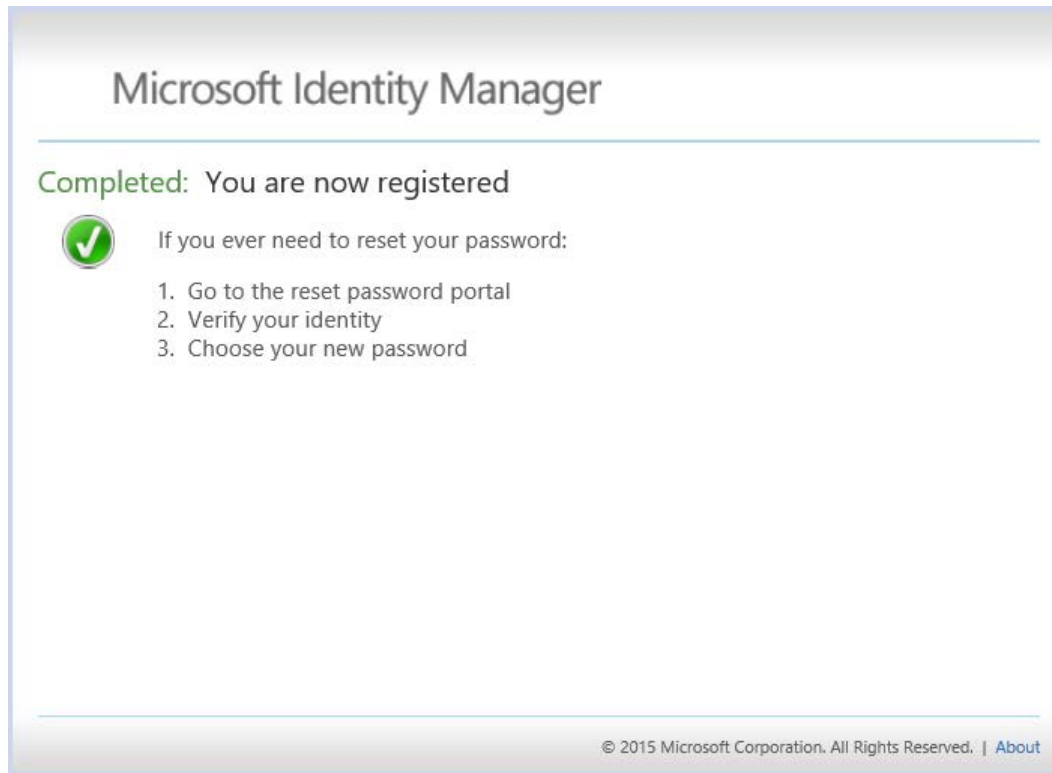 Microsoft Identity Manager
Completed: You are now registered
If you ever need to reset your password:
1. Go to the reset password portal
2. Verify your identity
3. Choose your new password
© 2015 Microsoft Corporation. All Rights Reserved. | About